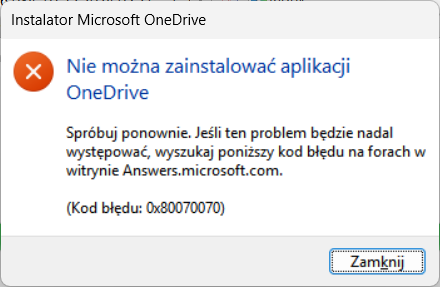 Instalator Microsoft OneDrive
Nie można zainstalować aplikacji
OneDrive
Spróbuj ponownie. Jeśli ten problem będzie nadal
występować, wyszukaj poniższy kod błędu na forach w
witrynie Answers.microsoft.com.
(Kod błędu: 0x80070070)
Zamknij